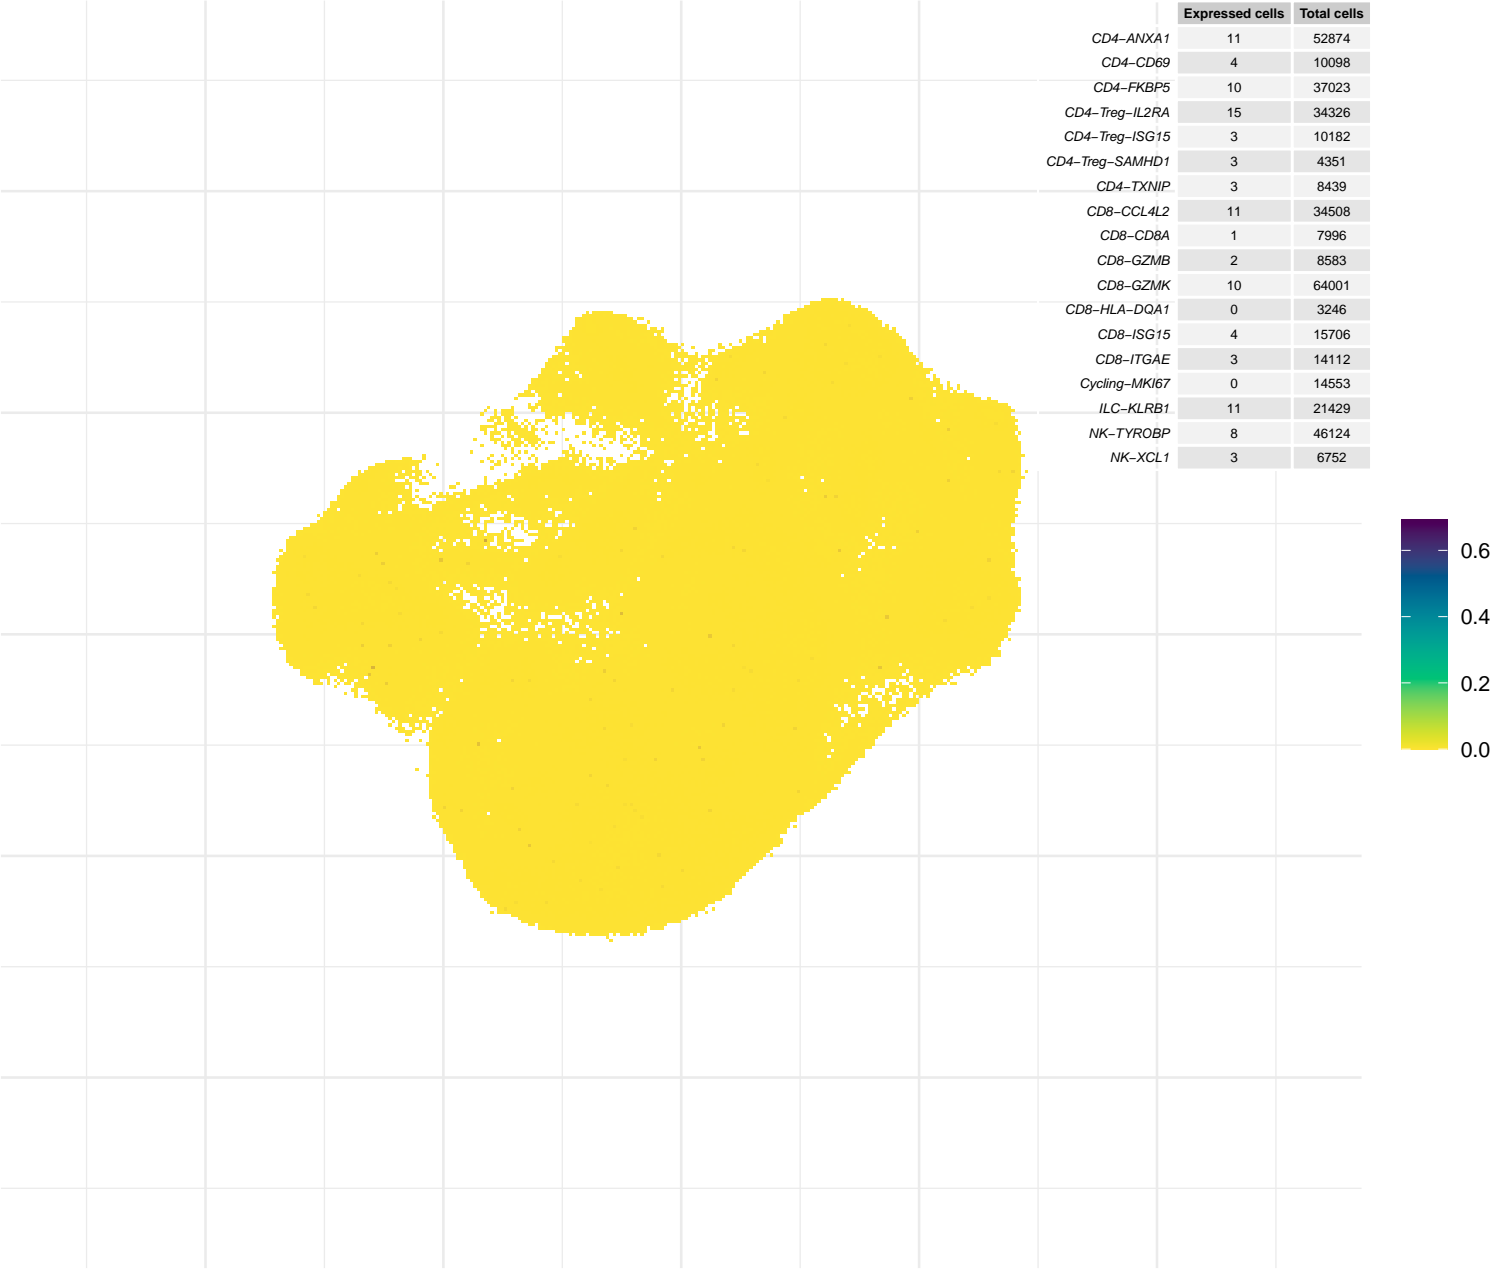 Expressed cells Total cells
CD4−ANXA1 11 52874
CD4−CD69 4 10098
CD4−FKBP5 10 37023
CD4−Treg−IL2RA 15 34326
CD4−Treg−ISG15 3 10182
CD4−Treg−SAMHD1 3 4351
CD4−TXNIP 3 8439
CD8−CCL4L2 11 34508
CD8−CD8A 1 7996
CD8−GZMB 2 8583
CD8−GZMK 10 64001
CD8−HLA−DQA1 0 3246
CD8−ISG15 4 15706
CD8−ITGAE 3 14112
Cycling−MKI67 0 14553
ILC−KLRB1 11 21429
NK−TYROBP 8 46124
NK−XCL1 3 6752
0.6
0.4
0.2
0.0